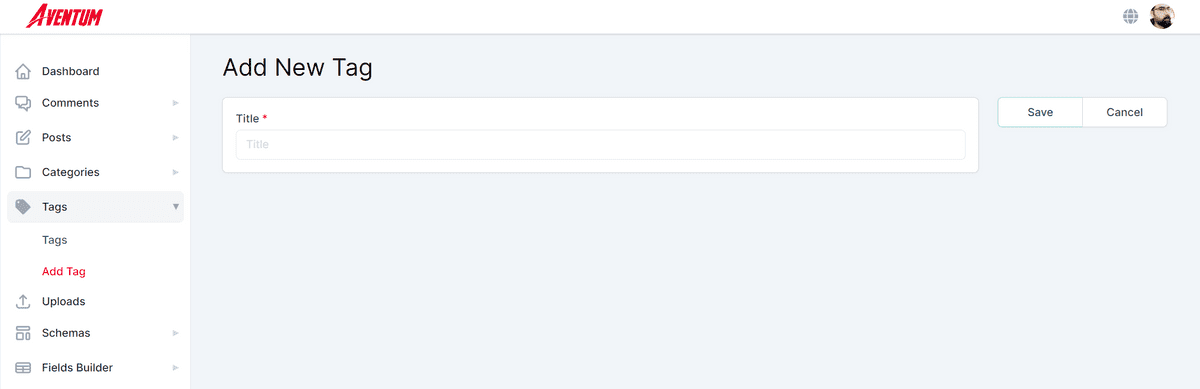 AVENTUM
Dashboard
Comments
Posts
Categories
Tags
Tags
Add Tag
Uploads
Schemas
Fields Builder
Add New Tag
Title *
Title
Save
Cancel